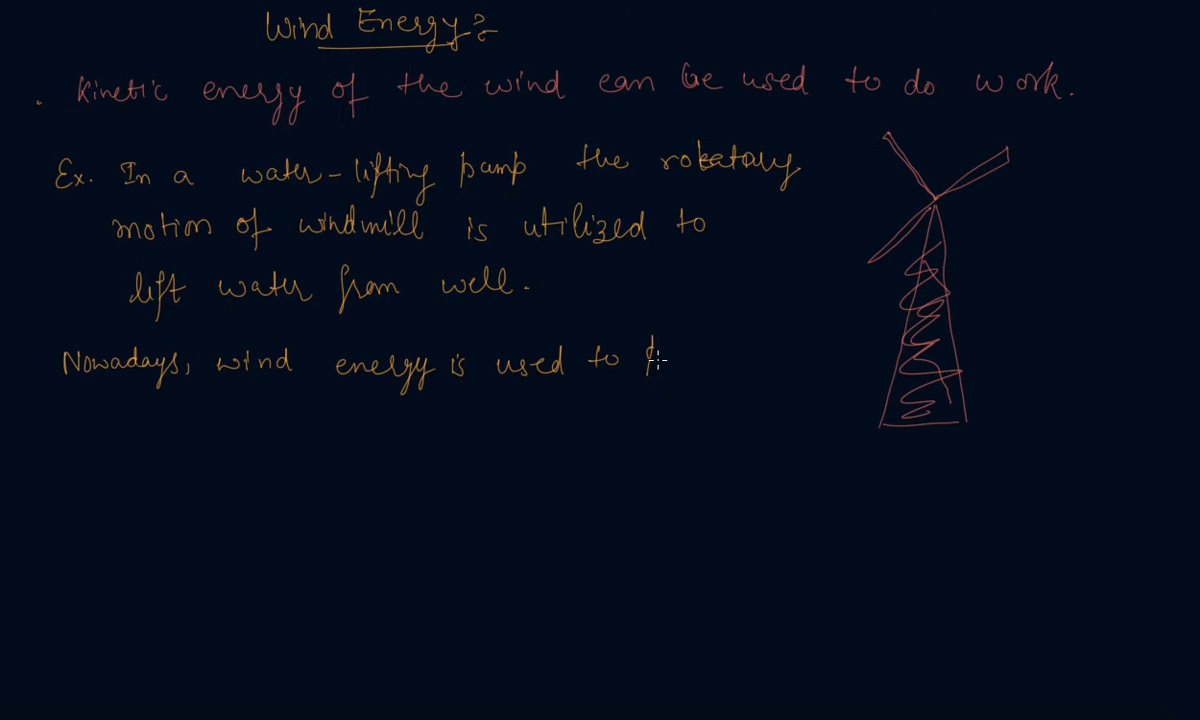 Wind Energy:-
. Kinetic energy of the wind can be used to do work.
Ex. In a water-lifting pump the rotatary
motion of windmill is utilized to
lift water from well.
Nowadays, wind energy is used to